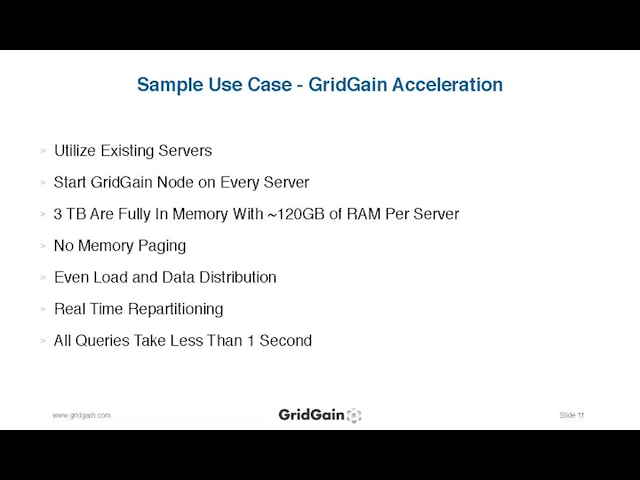 Sample Use Case - GridGain Acceleration
> Utilize Existing Servers
> Start GridGain Node on Every Server
> 3 TB Are Fully In Memory With ~120GB of RAM Per Server
> No Memory Paging
> Even Load and Data Distribution
> Real Time Repartitioning
> All Queries Take Less Than 1 Second
www.gridgain.com
GridGain
Slide 11